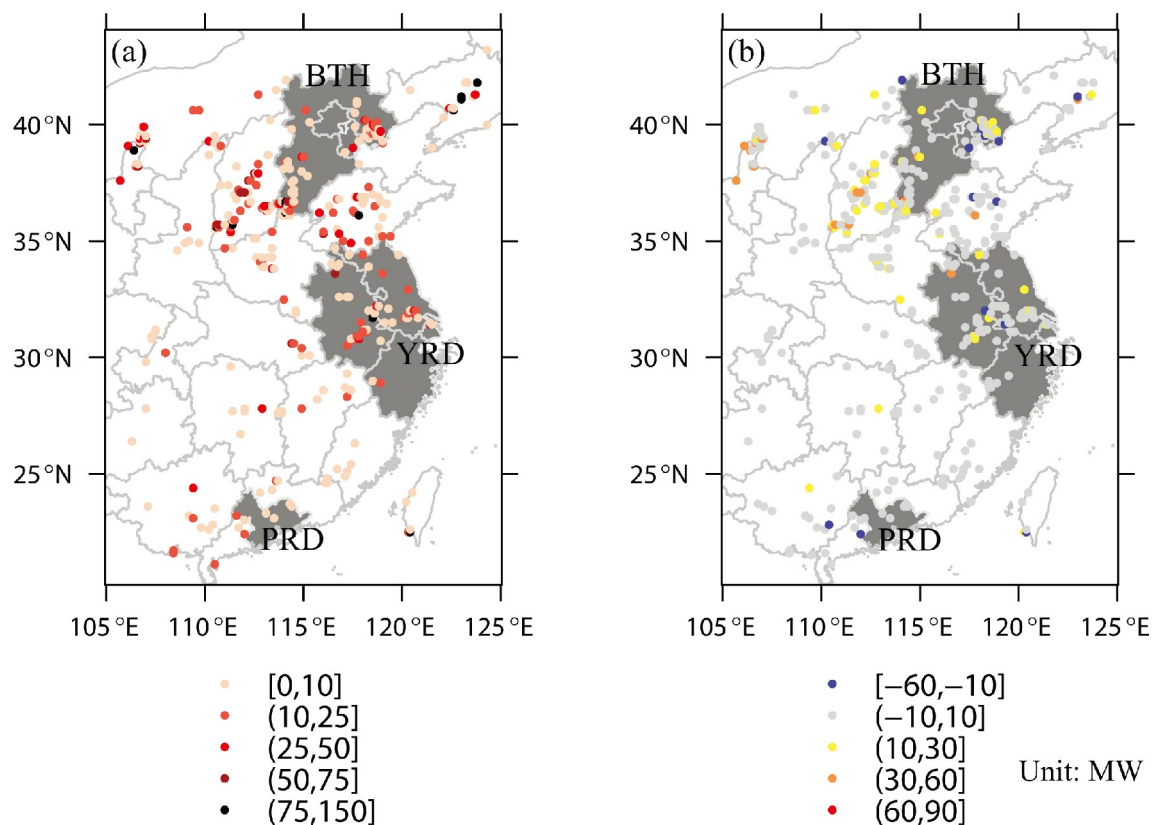 (a)
BTH
YRD
PRD
40°N
35°N
30°N
25°N
105°E 110°E 115°E 120°E 125°E
[0,10]
(10,25]
(25,50]
(50,75]
(75,150]
(b)
BTH
YRD
PRD
40°N
35°N
30°N
25°N
105°E 110°E 115°E 120°E 125°E
[−60,−10]
(−10,10]
(10,30]
(30,60]
(60,90]
Unit: MW